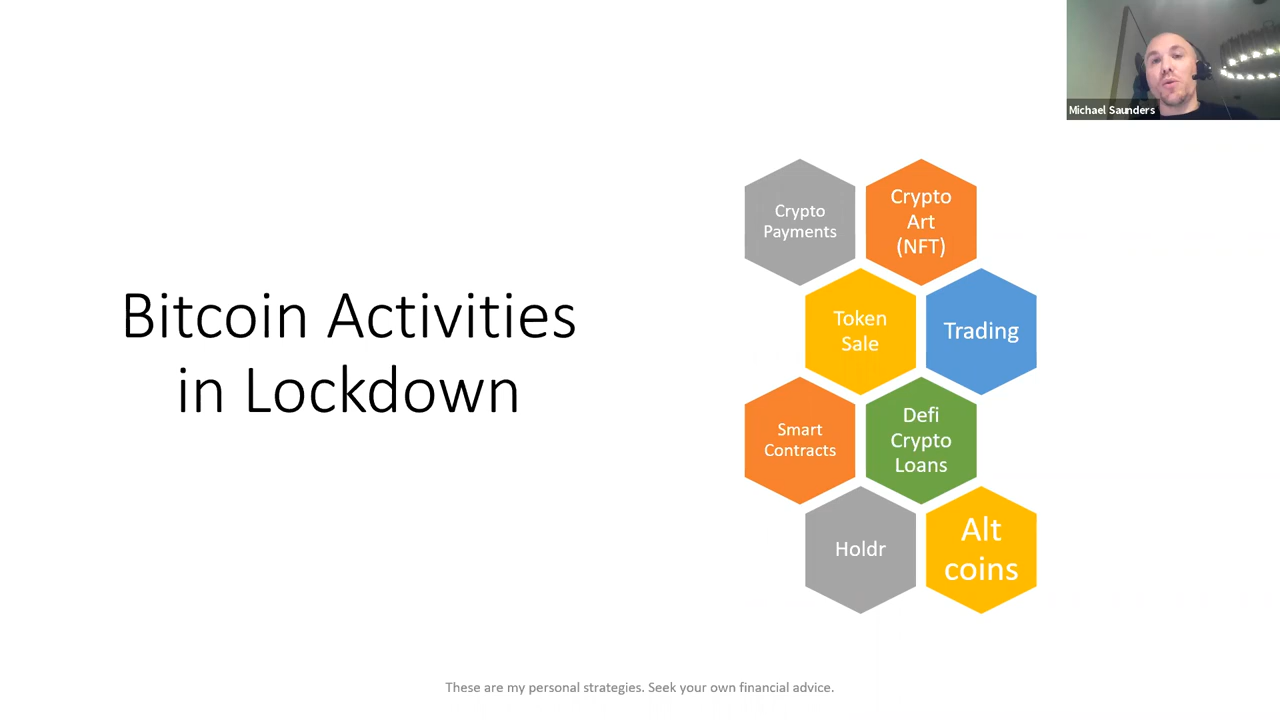 Michael Saunders
Bitcoin Activities
in Lockdown
Crypto
Payments
Crypto
Art
(NFT)
Token
Sale
Trading
Smart
Contracts
Defi
Crypto
Loans
Holdr
Alt
coins
These are my personal strategies. Seek your own financial advice.